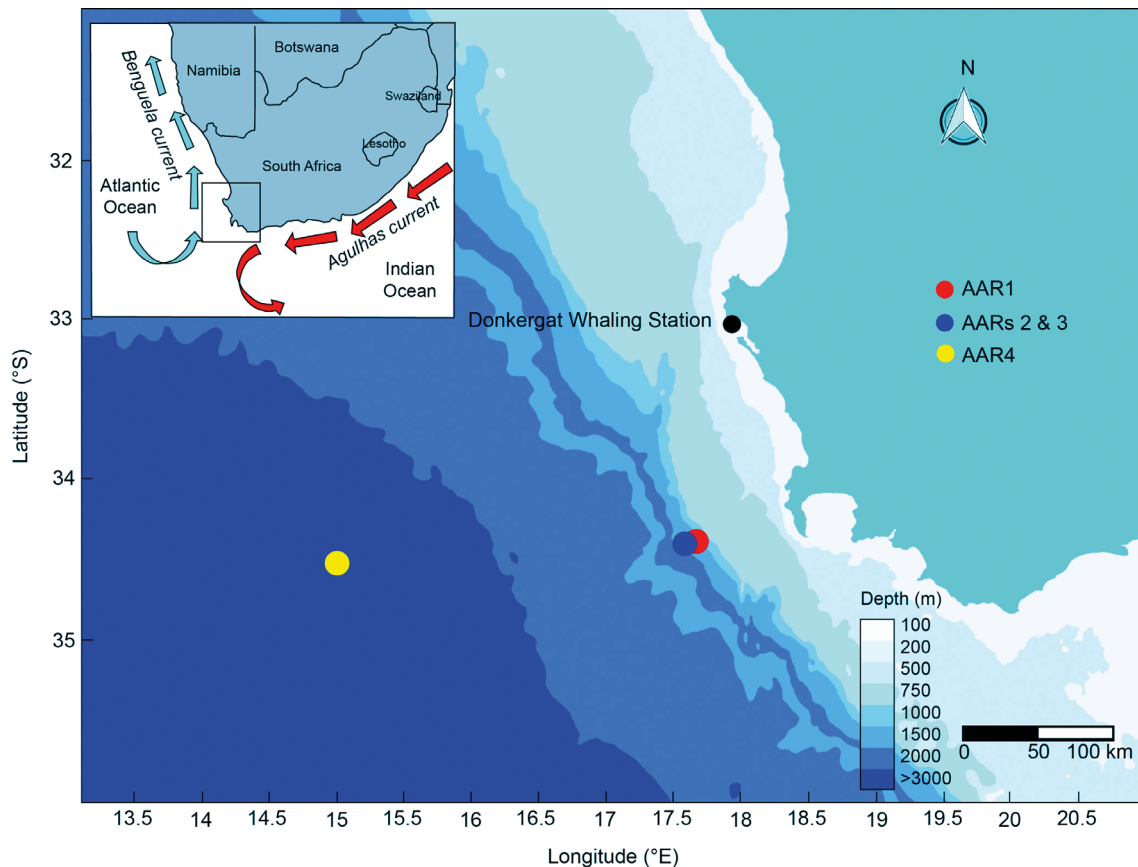 Botswana
Namibia
Swaziland
Lesotho
South Africa
Benguela current
Atlantic
Ocean
Agulhas current
Indian
Ocean
N
Donkergat Whaling Station
AAR1
AARs 2 & 3
AAR4
Latitude (°S)
32
33
34
35
Depth (m)
100
200
500
750
1000
1500
2000
>3000
0 50 100 km
13.5 14 14.5 15 15.5 16 16.5 17 17.5 18 18.5 19 19.5 20 20.5
Longitude (°E)